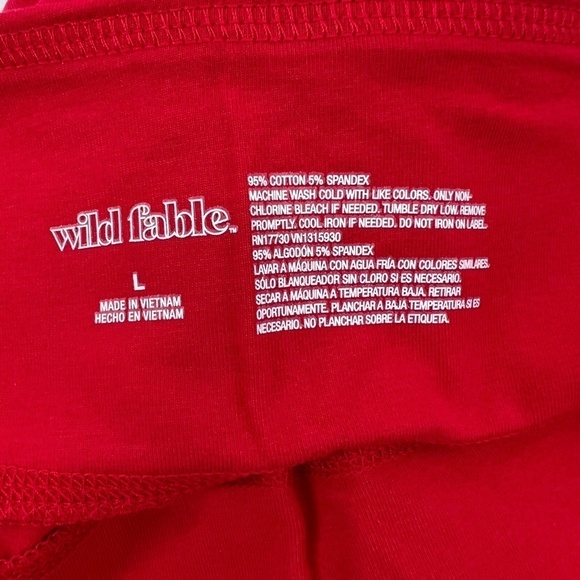 wild fable™
L
MADE IN VIETNAM
HECHO EN VIETNAM
95% COTTON 5% SPANDEX
MACHINE WASH COLD WITH LIKE COLORS. ONLY NON-
CHLORINE BLEACH IF NEEDED. TUMBLE DRY LOW. REMOVE
PROMPTLY. COOL IRON IF NEEDED. DO NOT IRON ON LABEL.
RN17730 VN1315930
95% ALGODÓN 5% SPANDEX
LAVAR A MÁQUINA CON AGUA FRÍA CON COLORES SIMILARES.
SÓLO BLANQUEADOR SIN CLORO SI ES NECESARIO.
SECAR A MÁQUINA A TEMPERATURA BAJA. RETIRAR
OPORTUNAMENTE. PLANCHAR A BAJA TEMPERATURA SI ES
NECESARIO. NO PLANCHAR SOBRE LA ETIQUETA.